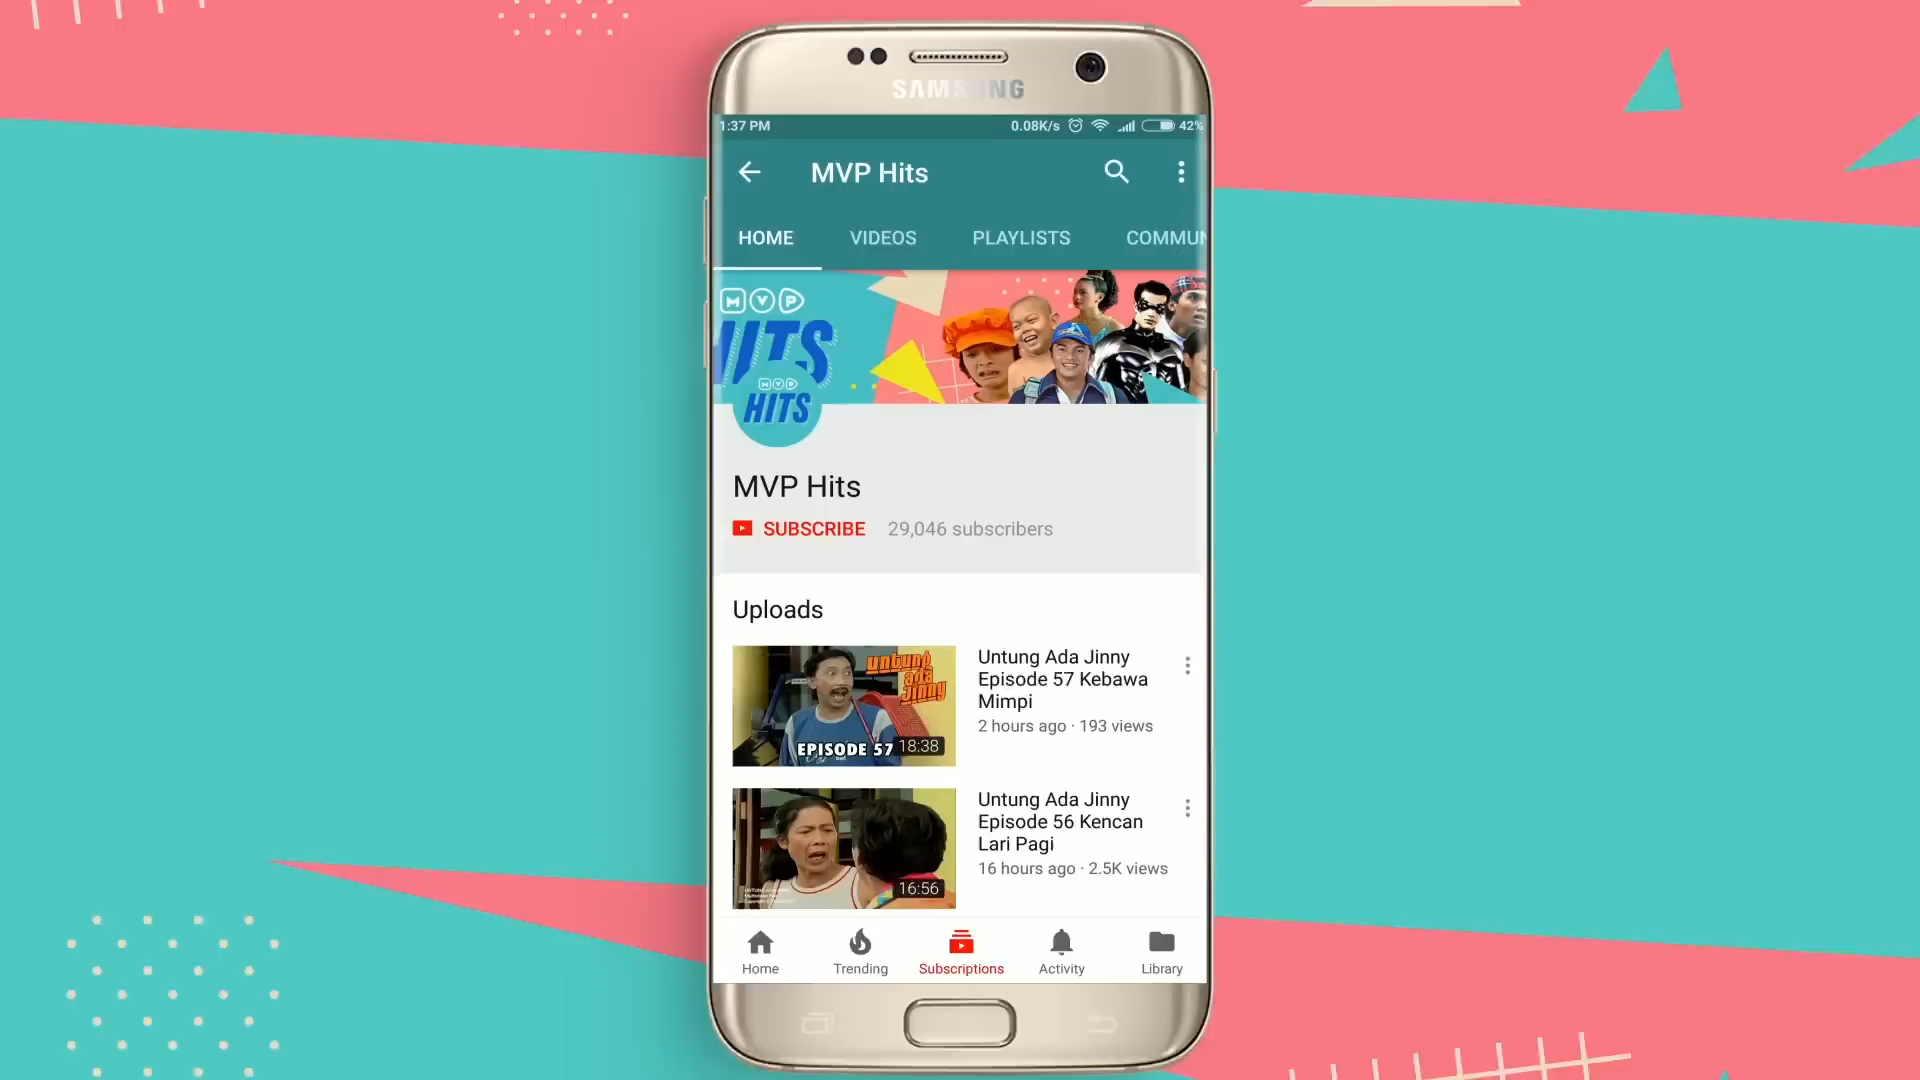 SAMSUNG
1:37 PM
0.08K/s
42%
MVP Hits
HOME
VIDEOS
PLAYLISTS
COMMUN
MVP
HITS
MVP
HITS
MVP Hits
SUBSCRIBE
29,046 subscribers
Uploads
untung
ada
jinny
EPISODE 57
18:38
Untung Ada Jinny
Episode 57 Kebawa
Mimpi
2 hours ago · 193 views
16:56
Untung Ada Jinny
Episode 56 Kencan
Lari Pagi
16 hours ago · 2.5K views
Home
Trending
Subscriptions
Activity
Library